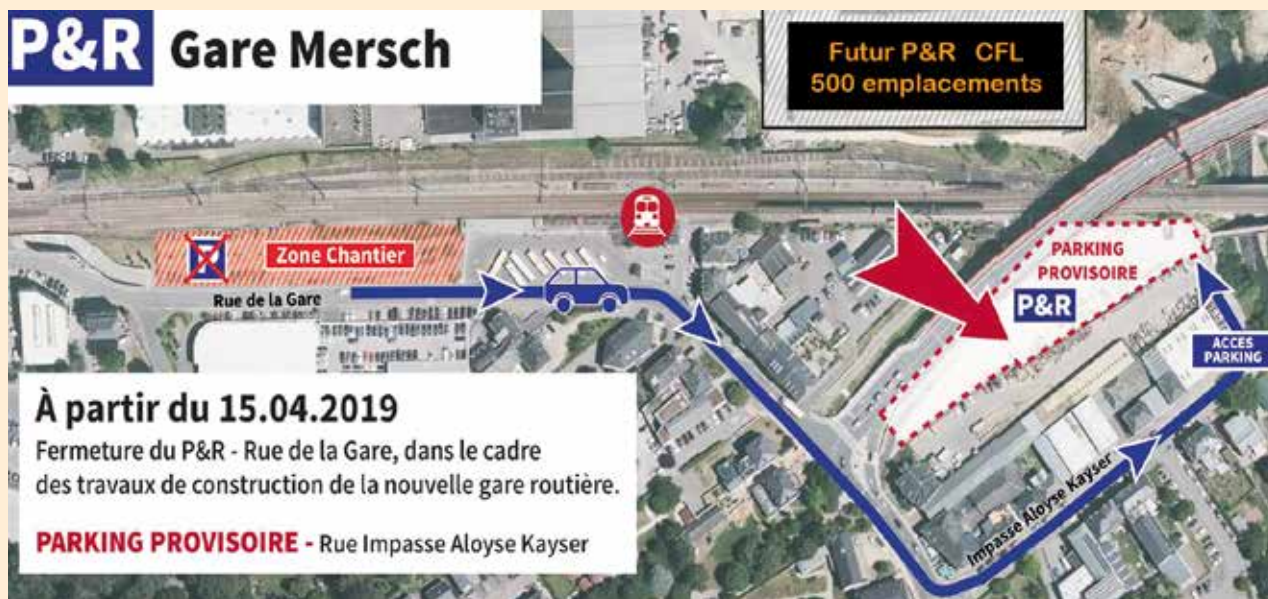 P&R Gare Mersch
Futur P&R CFL
500 emplacements
P
Zone Chantier
Rue de la Gare
PARKING
PROVISOIRE
P&R
ACCES
PARKING
Impasse Aloyse Kayser
À partir du 15.04.2019
Fermeture du P&R - Rue de la Gare, dans le cadre
des travaux de construction de la nouvelle gare routière.
PARKING PROVISOIRE - Rue Impasse Aloyse Kayser